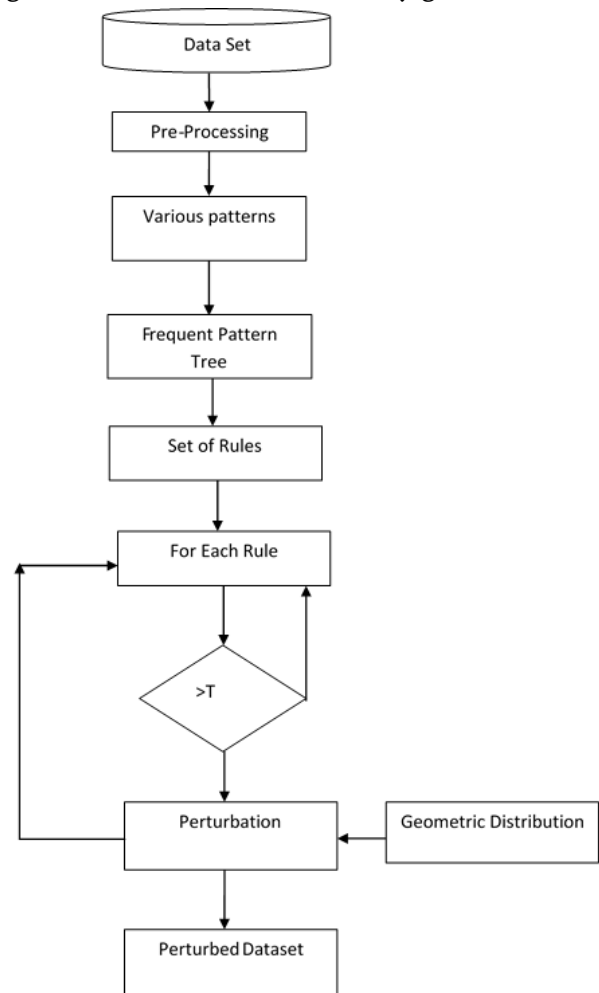 Data Set
Pre-Processing
Various patterns
Frequent Pattern
Tree
Set of Rules
For Each Rule
>T
Perturbation
Geometric Distribution
Perturbed Dataset